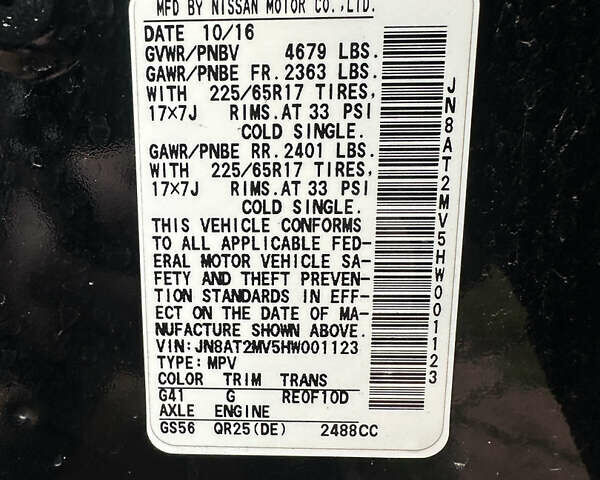 MFD BY NISSAN MOTOR CO.,LTD.
DATE 10/16
GVWR/PNBV 4679 LBS.
GAWR/PNBE FR. 2363 LBS.
WITH 225/65R17 TIRES,
17×7J RIMS.AT 33 PSI
COLD SINGLE.
GAWR/PNBE RR. 2401 LBS.
WITH 225/65R17 TIRES,
17×7J RIMS.AT 33 PSI
COLD SINGLE.
THIS VEHICLE CONFORMS
TO ALL APPLICABLE FED-
ERAL MOTOR VEHICLE SA-
FETY AND THEFT PREVEN-
TION STANDARDS IN EFF-
ECT ON THE DATE OF MA-
NUFACTURE SHOWN ABOVE.
VIN: JN8AT2MV5HW001123
TYPE: MPV
COLOR TRIM TRANS
G41 G RE0F10D
AXLE ENGINE
GS56 QR25(DE) 2488CC
JN8AT2MV5HW001123